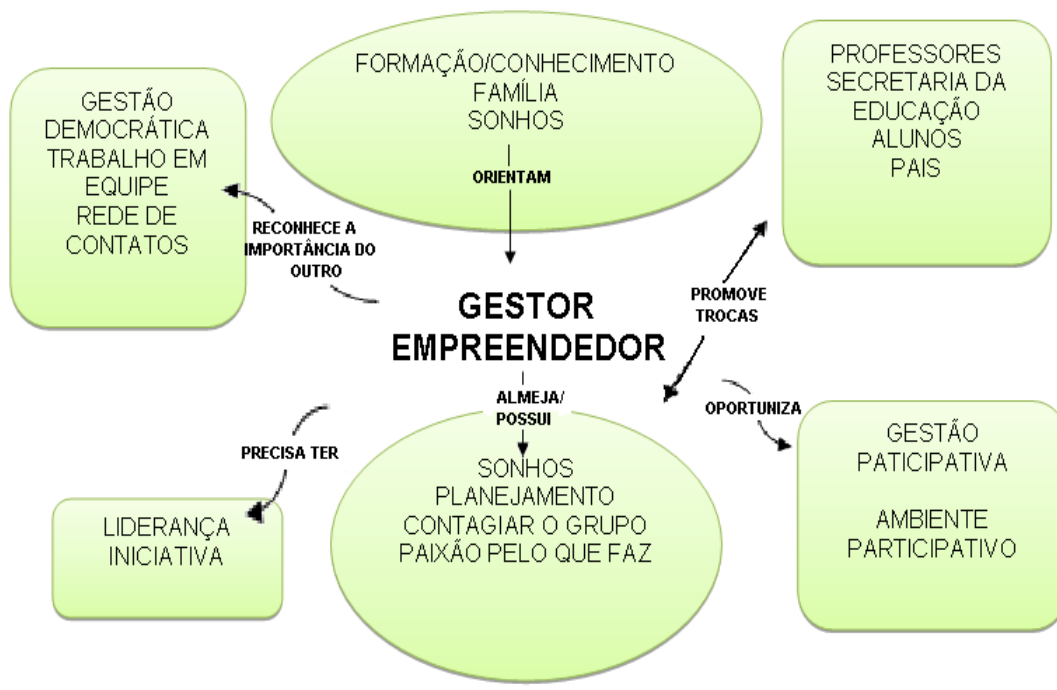 FORMAÇÃO/CONHECIMENTO
FAMÍLIA
SONHOS
ORIENTAM
PROFESSORES
SECRETARIA DA
EDUCAÇÃO
ALUNOS
PAIS
GESTÃO
DEMOCRÁTICA
TRABALHO EM
EQUIPE
REDE DE
CONTATOS
RECONHECE A
IMPORTÂNCIA DO
OUTRO
GESTOR
EMPREENDEDOR
PROMOVE
TROCAS
ALMEJA/
POSSUI
OPORTUNIZA
PRECISA TER
LIDERANÇA
INICIATIVA
SONHOS
PLANEJAMENTO
CONTAGIAR O GRUPO
PAIXÃO PELO QUE FAZ
GESTÃO
PATICIPATIVA
AMBIENTE
PARTICIPATIVO